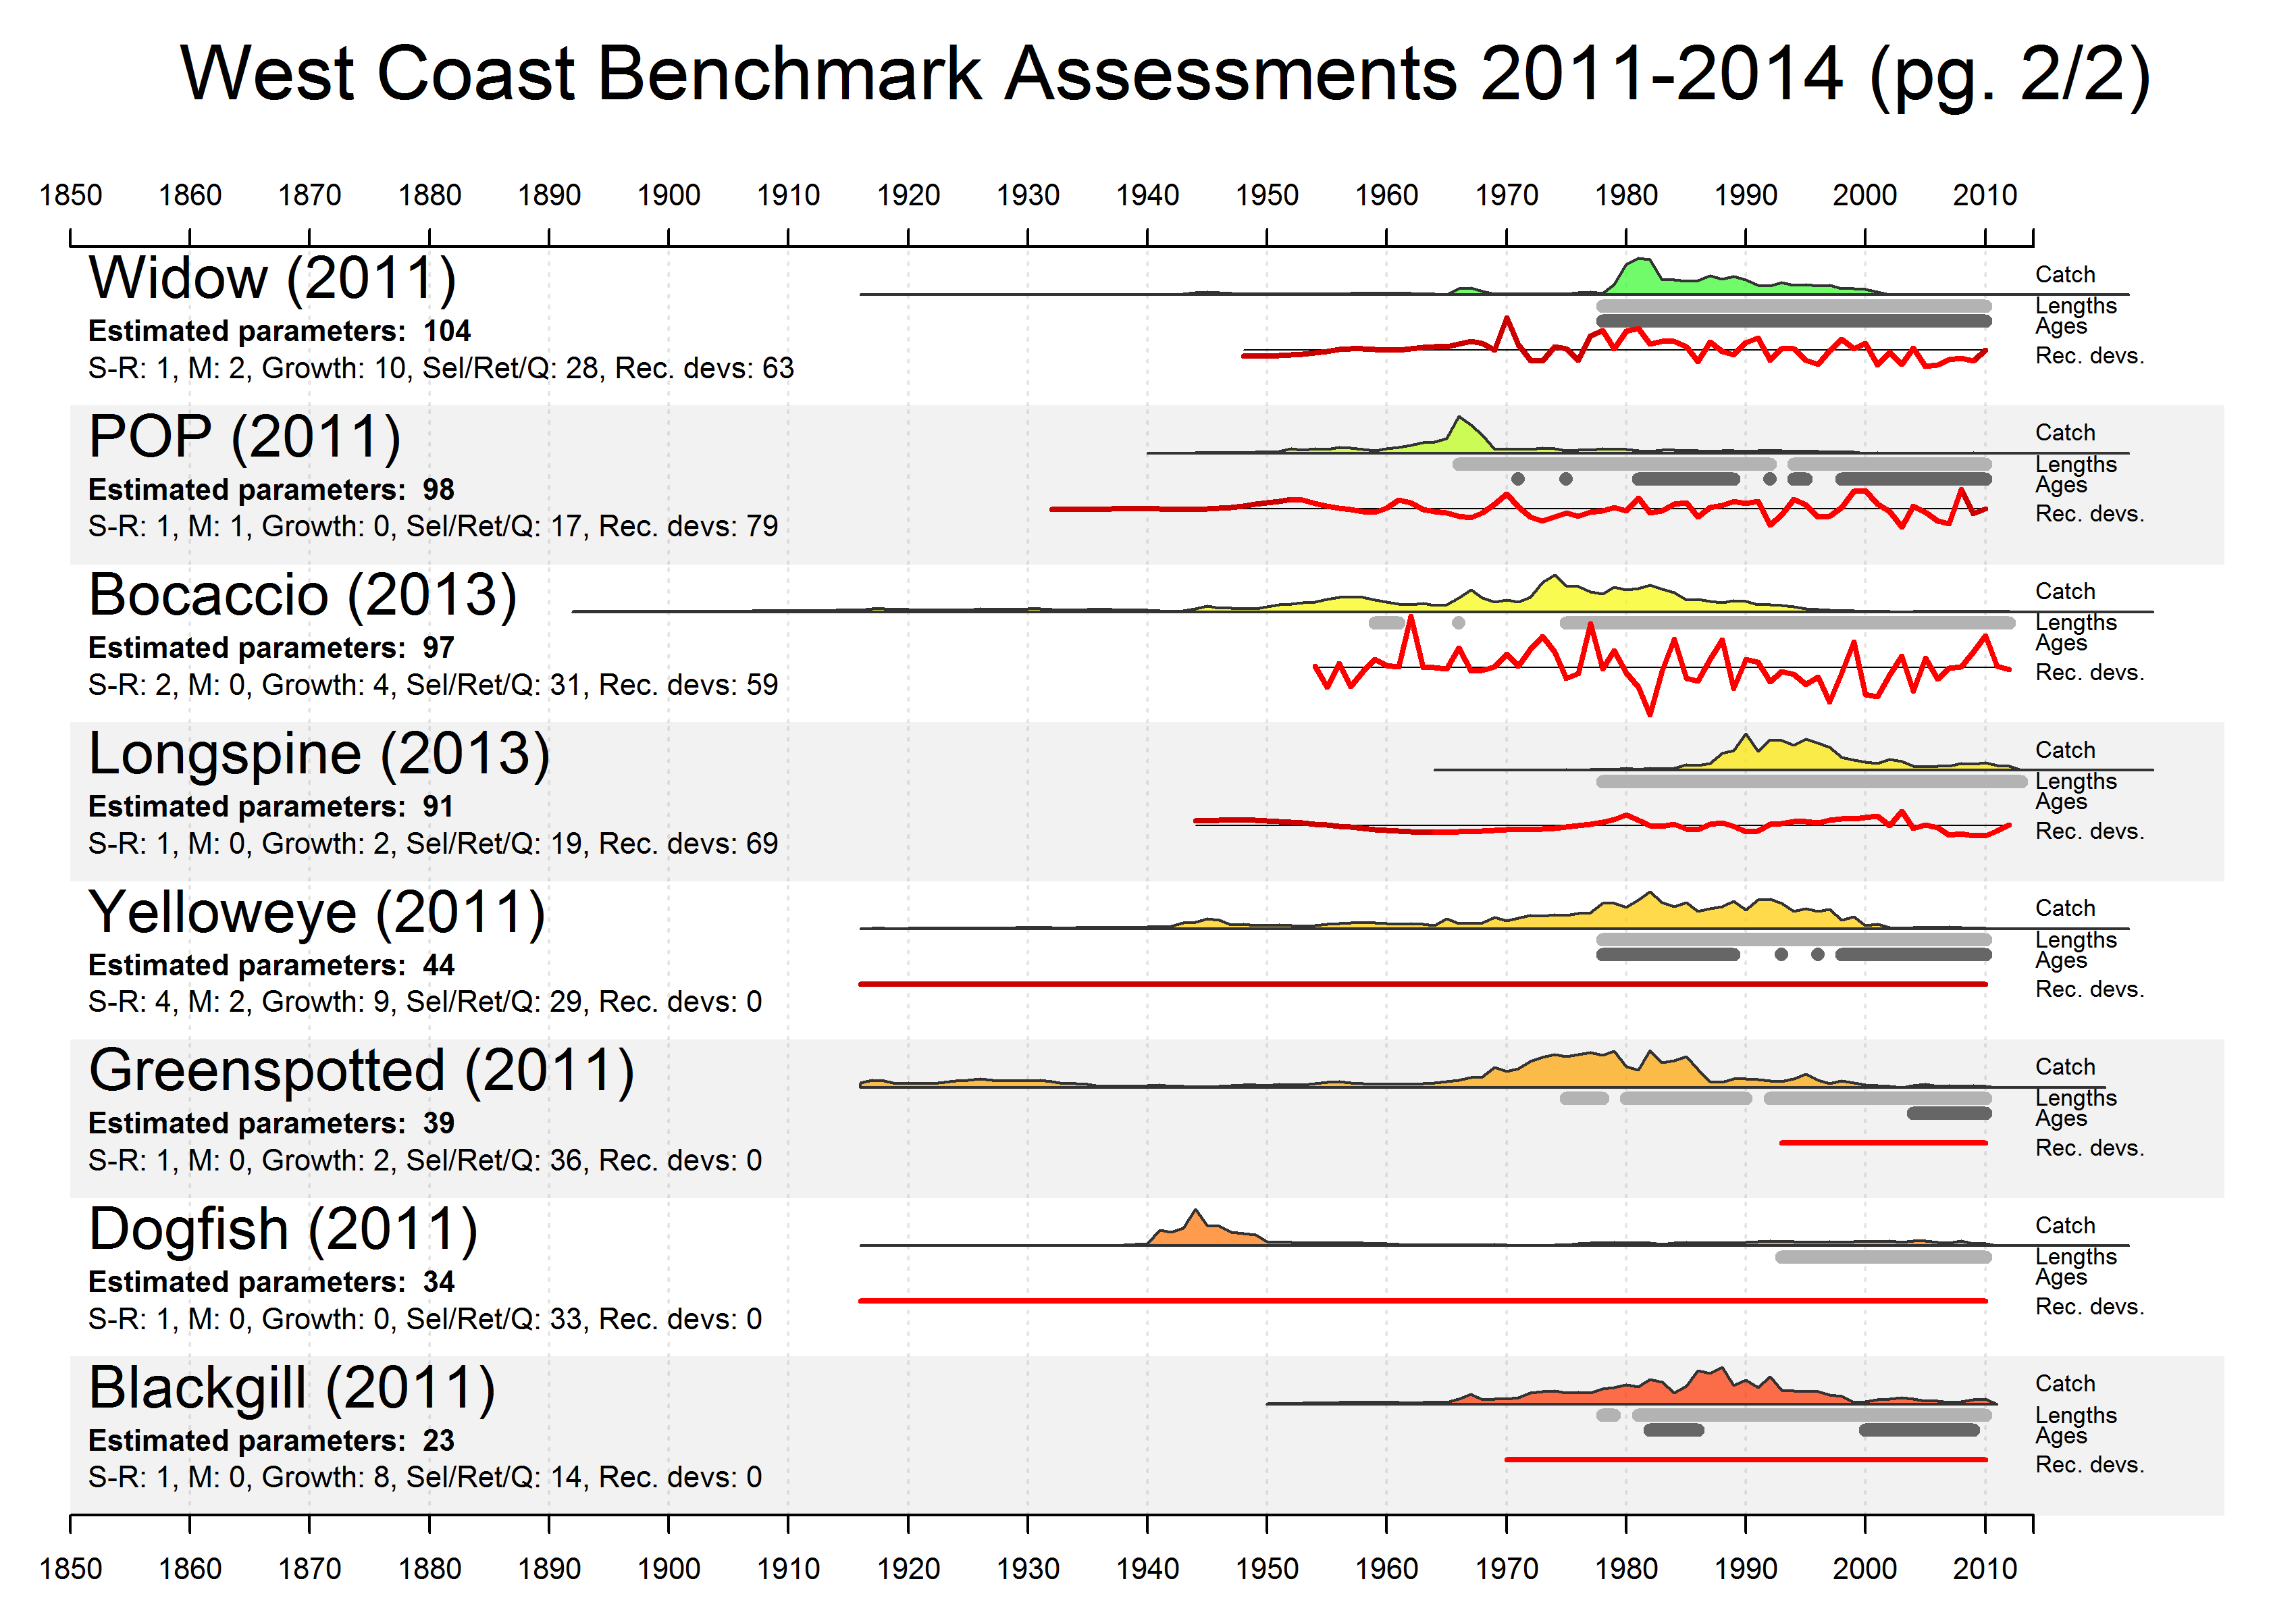 West Coast Benchmark Assessments 2011-2014 (pg. 2/2)
1850 1860 1870 1880 1890 1900 1910 1920 1930 1940 1950 1960 1970 1980 1990 2000 2010
Widow (2011)
Catch
Lengths
Estimated parameters: 104
Ages
Rec. devs.
S-R: 1, M: 2, Growth: 10, Sel/Ret/Q: 28, Rec. devs: 63
POP (2011)
Catch
Lengths
Estimated parameters: 98
Ages
Rec. devs.
S-R: 1, M: 1, Growth: 0, Sel/Ret/Q: 17, Rec. devs: 79
Bocaccio (2013)
Catch
Lengths
Estimated parameters: 97
Ages
Rec. devs.
S-R: 2, M: 0, Growth: 4, Sel/Ret/Q: 31, Rec. devs: 59
Longspine (2013)
Catch
Lengths
Estimated parameters: 91
Ages
Rec. devs.
S-R: 1, M: 0, Growth: 2, Sel/Ret/Q: 19, Rec. devs: 69
Yelloweye (2011)
Catch
Lengths
Estimated parameters: 44
Ages
Rec. devs.
S-R: 4, M: 2, Growth: 9, Sel/Ret/Q: 29, Rec. devs: 0
Greenspotted (2011)
Catch
Lengths
Estimated parameters: 39
Ages
Rec. devs.
S-R: 1, M: 0, Growth: 2, Sel/Ret/Q: 36, Rec. devs: 0
Dogfish (2011)
Catch
Lengths
Estimated parameters: 34
Ages
Rec. devs.
S-R: 1, M: 0, Growth: 0, Sel/Ret/Q: 33, Rec. devs: 0
Blackgill (2011)
Catch
Lengths
Estimated parameters: 23
Ages
Rec. devs.
S-R: 1, M: 0, Growth: 8, Sel/Ret/Q: 14, Rec. devs: 0
1850 1860 1870 1880 1890 1900 1910 1920 1930 1940 1950 1960 1970 1980 1990 2000 2010